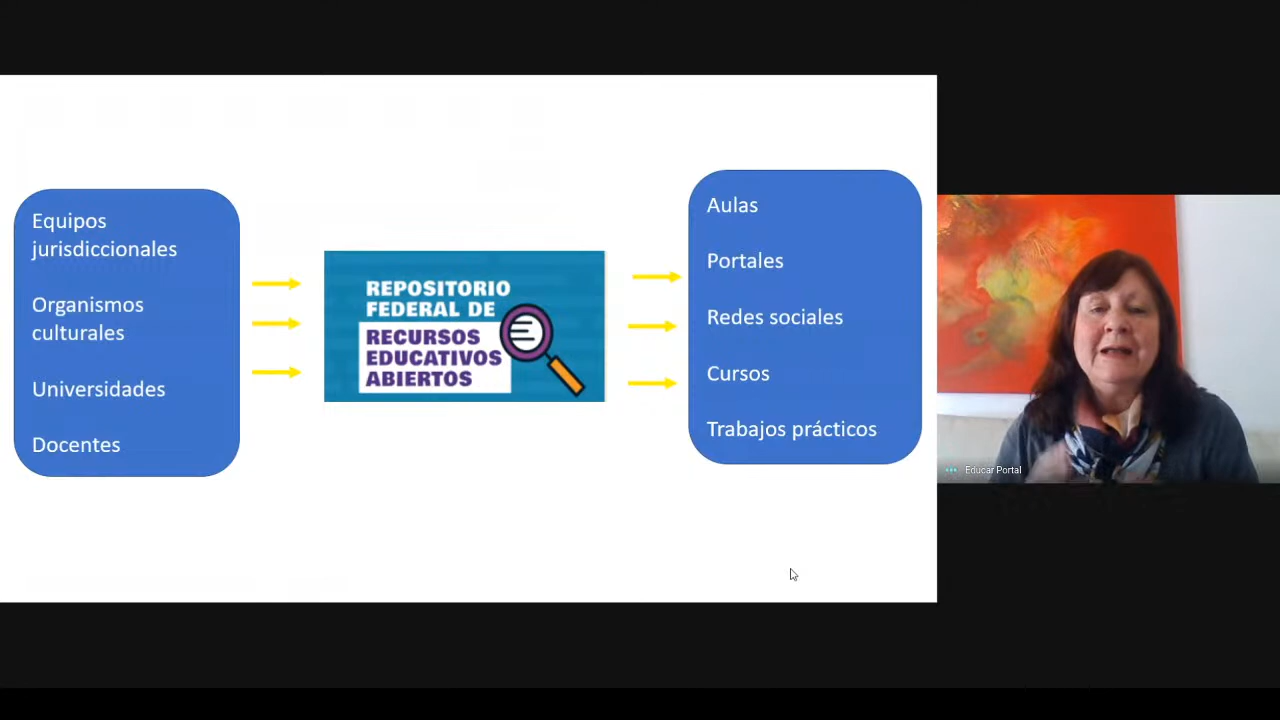 Equipos
jurisdiccionales
Organismos
culturales
Universidades
Docentes
REPOSITORIO
FEDERAL DE
RECURSOS
EDUCATIVOS
ABIERTOS
Aulas
Portales
Redes sociales
Cursos
Trabajos prácticos
Educar Portal